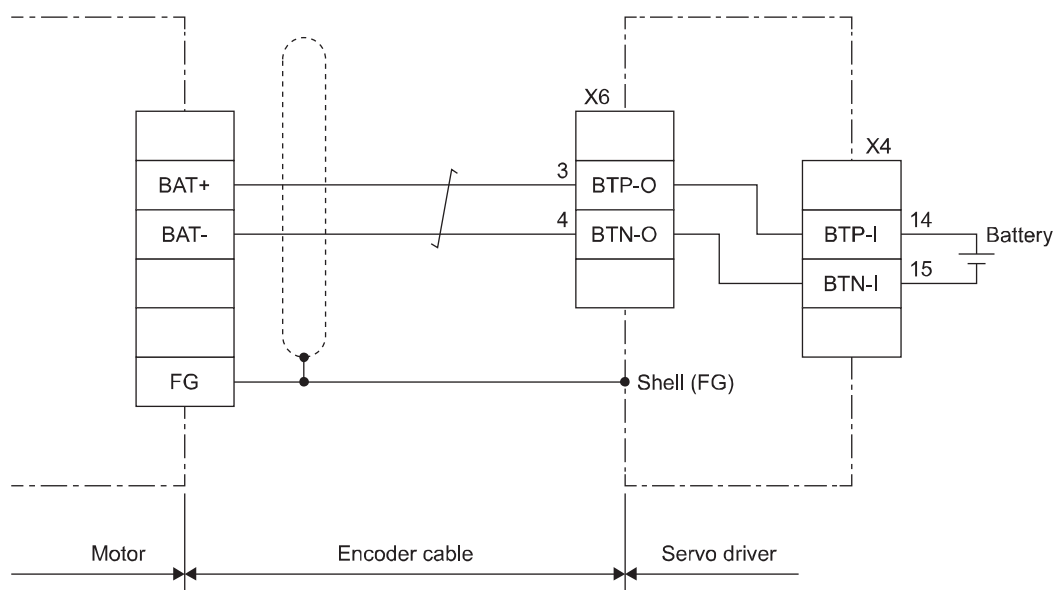 X6
X4
BAT+
3
BTP-O
BAT-
4
BTN-O
BTP-I
14
Battery
BTN-I
15
FG
Shell (FG)
Motor
Encoder cable
Servo driver